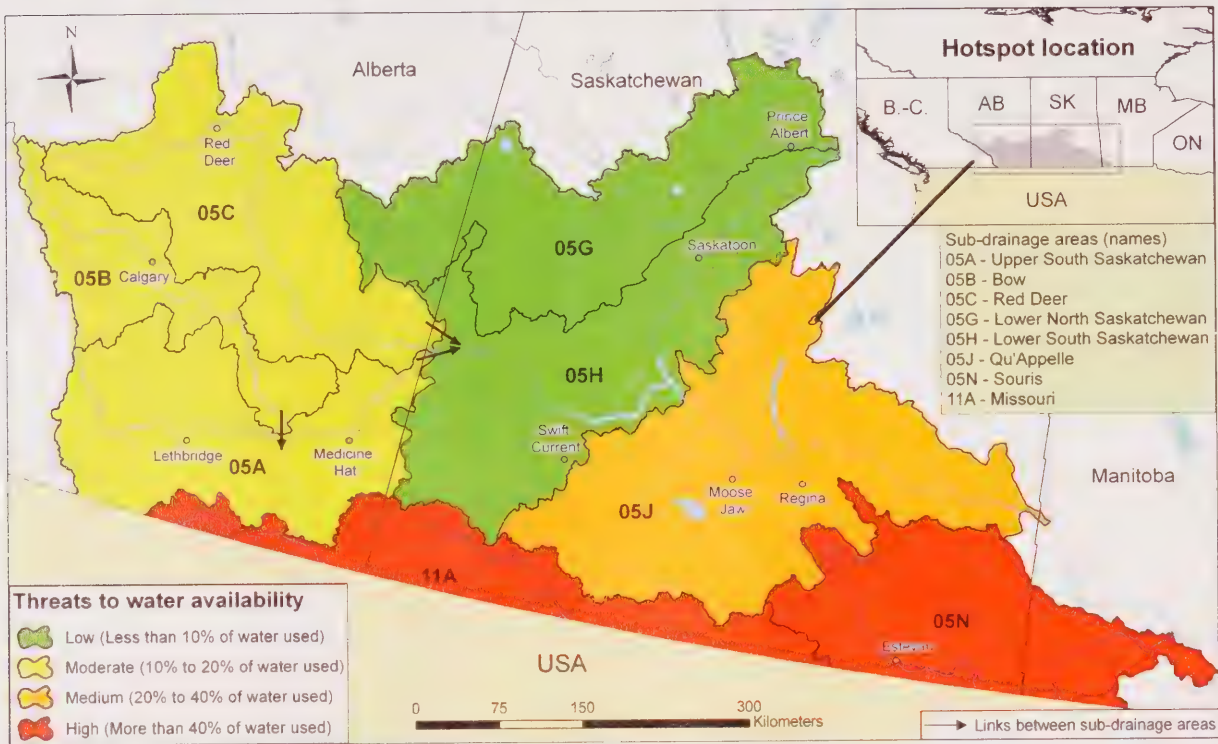 N
Alberta
Saskatchewan
Hotspot location
B.-C.
AB
SK
MB
ON
USA
Sub-drainage areas (names)
05A - Upper South Saskatchewan
05B - Bow
05C - Red Deer
05G - Lower North Saskatchewan
05H - Lower South Saskatchewan
05J - Qu'Appelle
05N - Souris
11A - Missouri
Red
Deer
Prince
Albert
05C
05G
Saskatoon
05B
Calgary
05H
Swift
Current
Lethbridge
05A
Medicine
Hat
05J
Moose
Jaw
Regina
Manitoba
11A
05N
Estevan
USA
Threats to water availability
Low (Less than 10% of water used)
Moderate (10% to 20% of water used)
Medium (20% to 40% of water used)
High (More than 40% of water used)
0 75 150 300
Kilometers
Links between sub-drainage areas